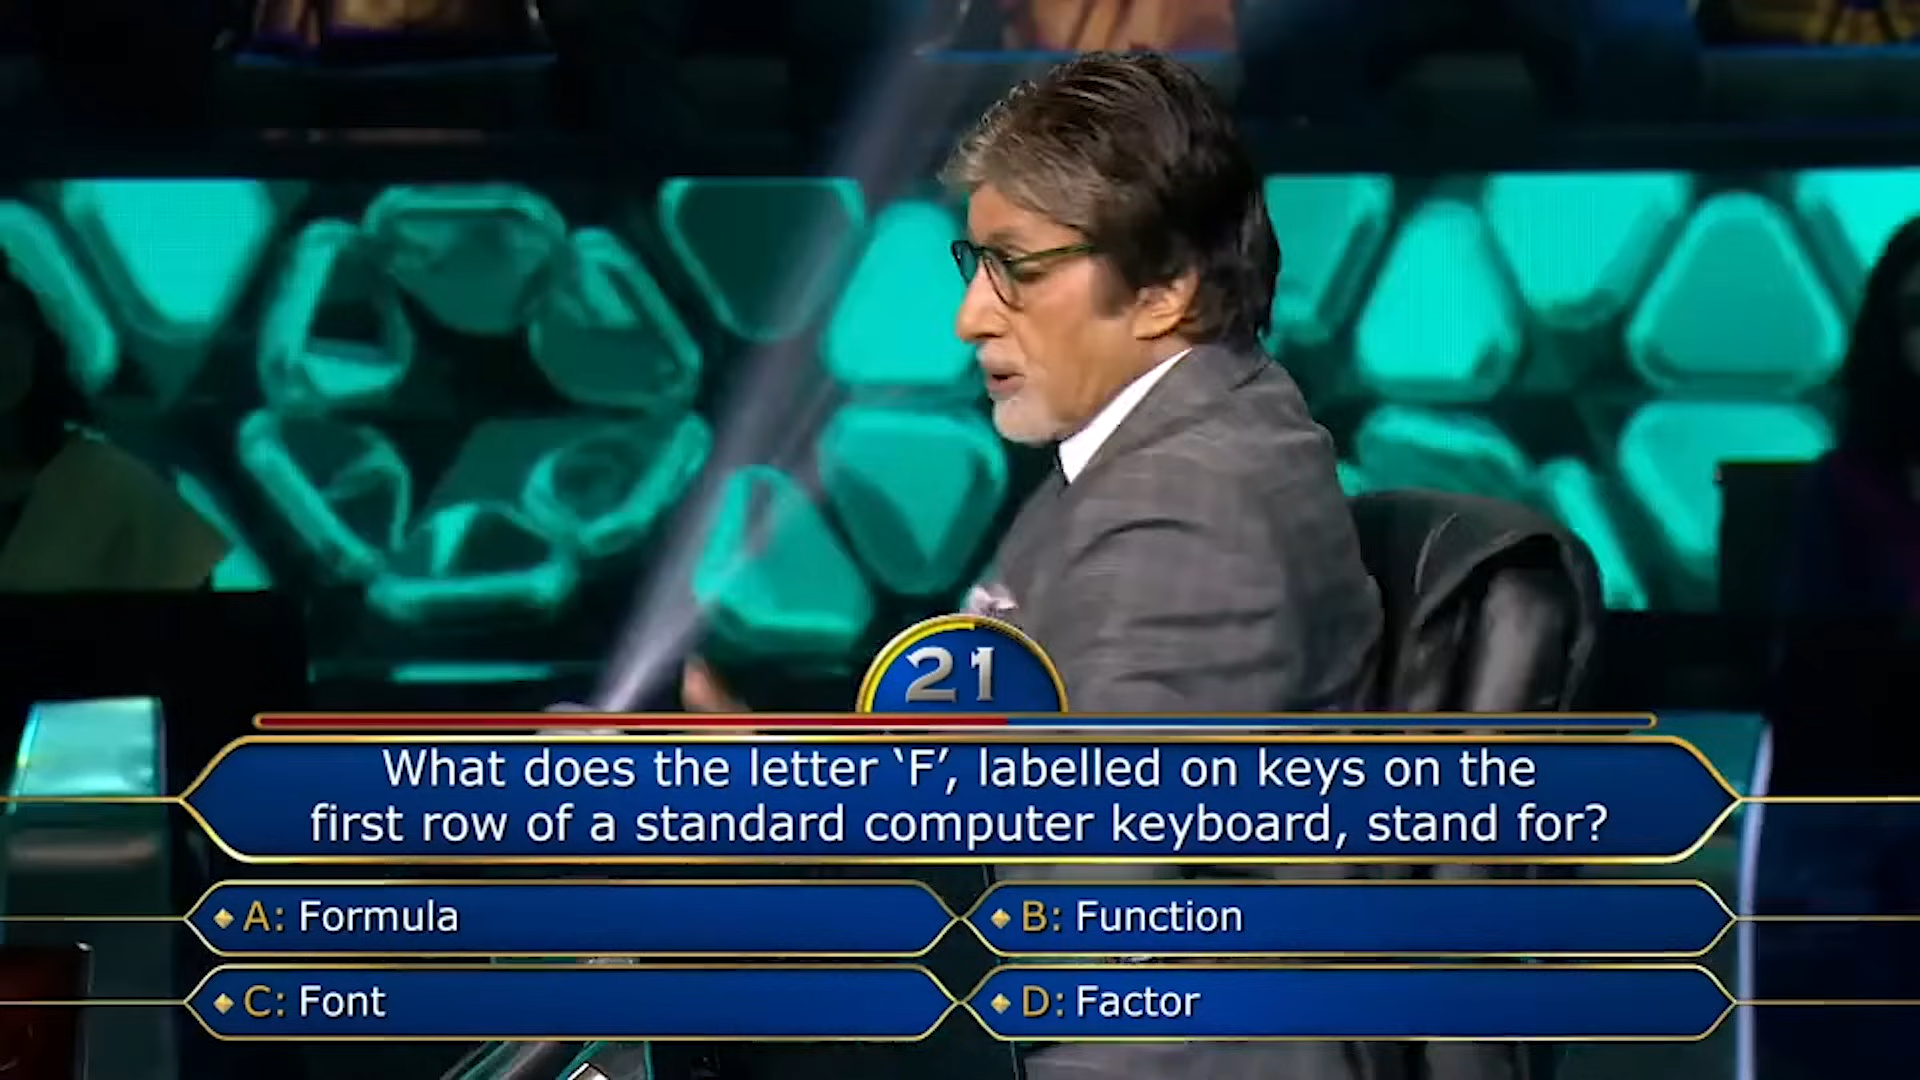 21
What does the letter ‘F’, labelled on keys on the
first row of a standard computer keyboard, stand for?
A: Formula
B: Function
C: Font
D: Factor